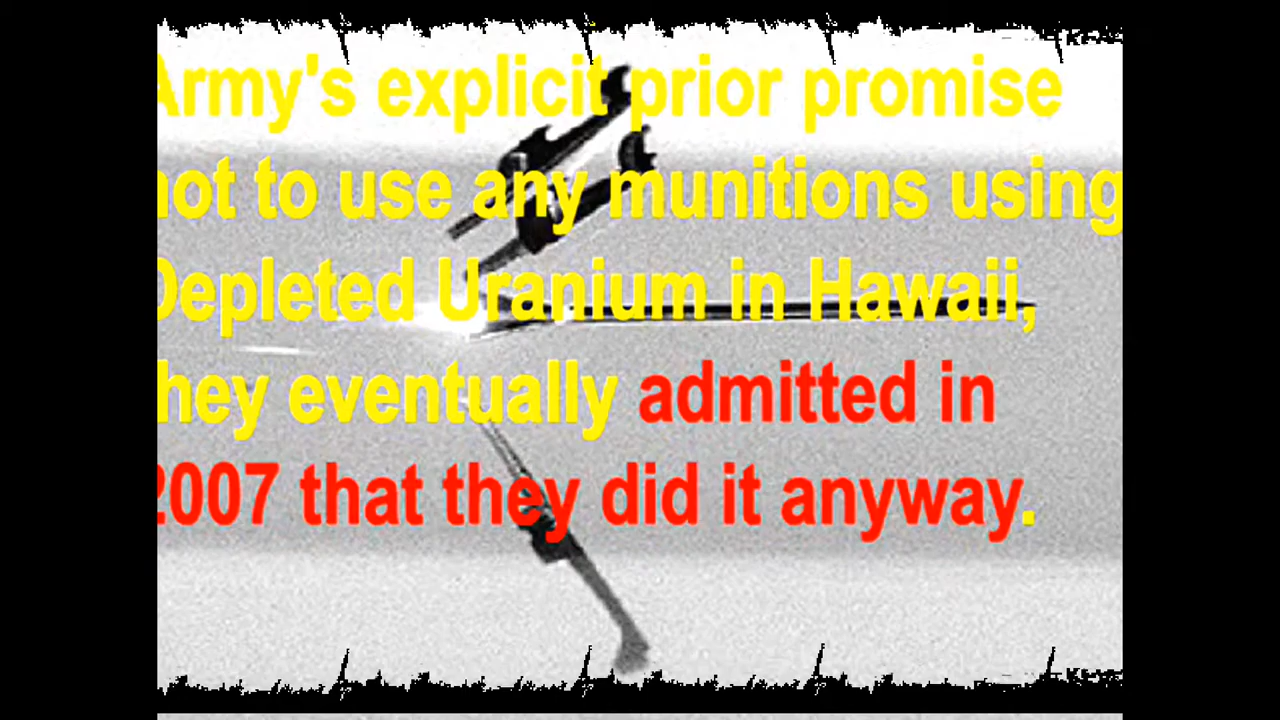 Army's explicit prior promise
not to use any munitions using
Depleted Uranium in Hawaii,
they eventually admitted in
2007 that they did it anyway.